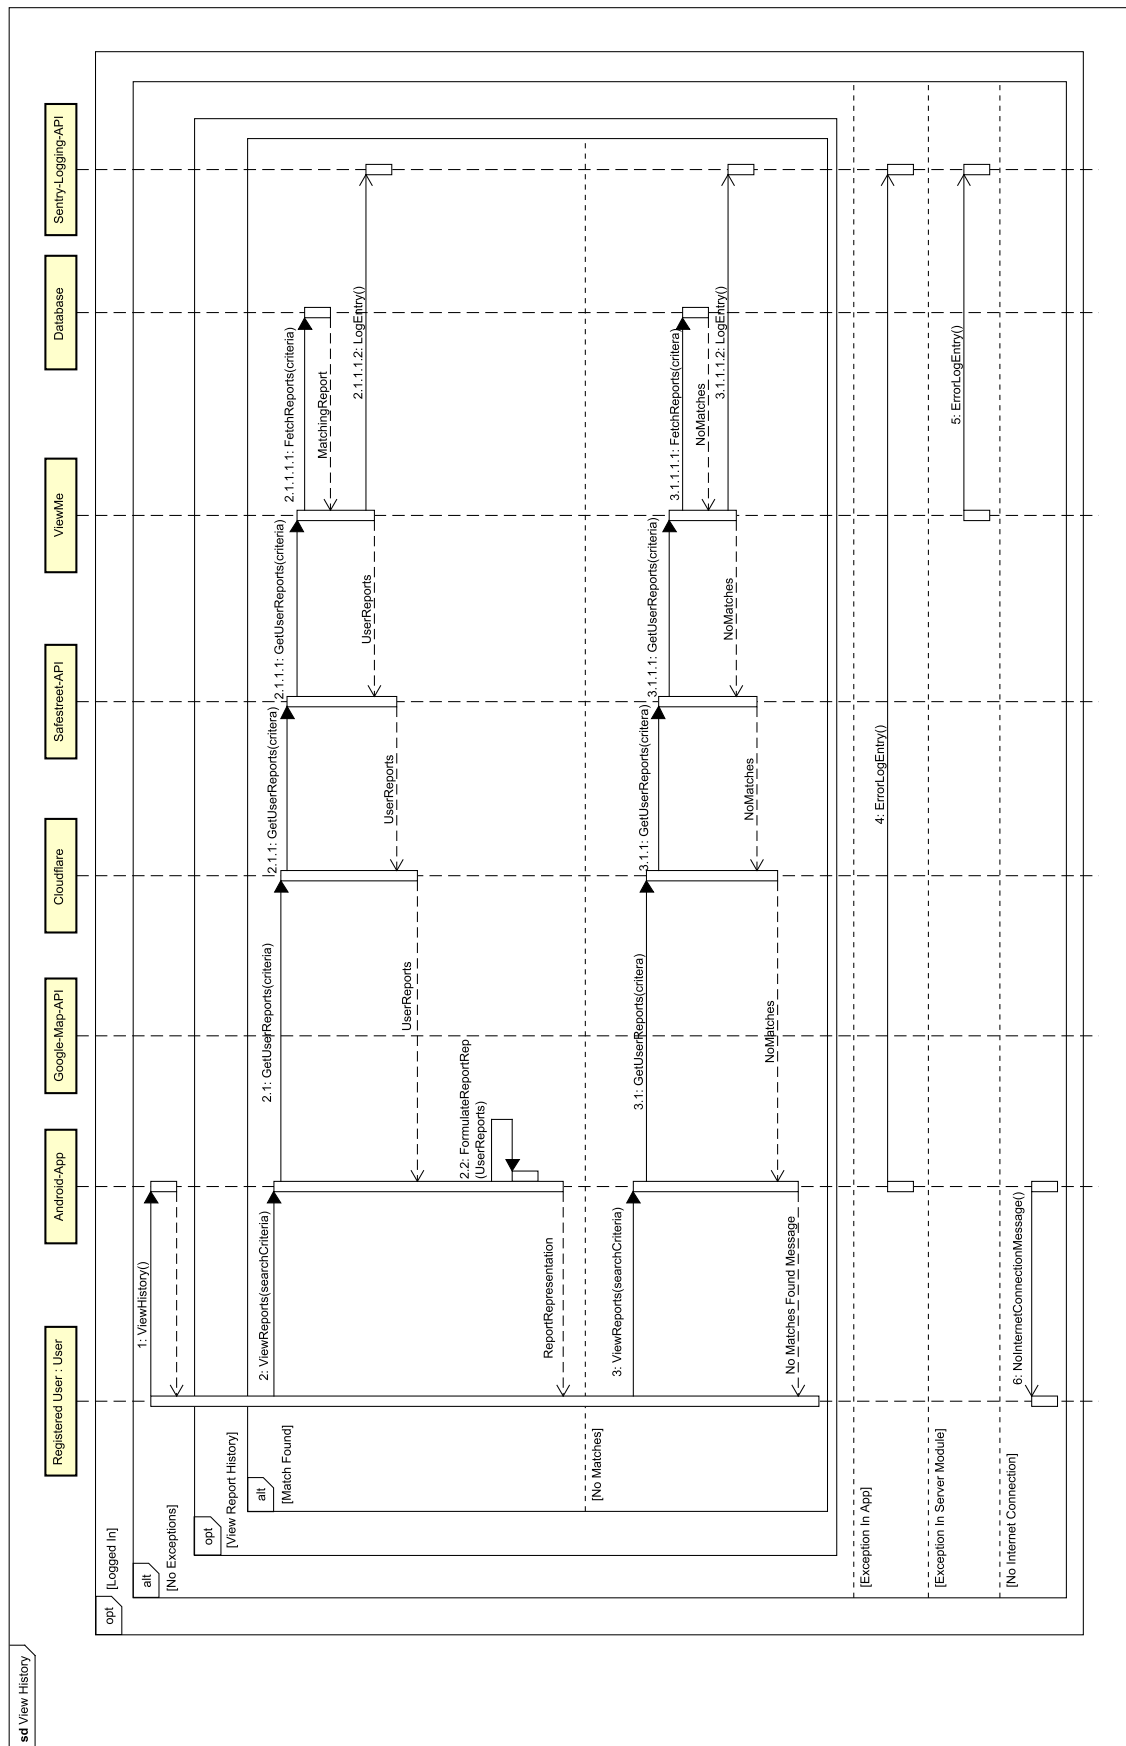 sd View History
Registered User : User
Android-App
Google-Map-API
Cloudflare
Safestreet-API
ViewMe
Database
Sentry-Logging-API
opt
[Logged In]
alt
[No Exceptions]
1: ViewHistory()
opt
[View Report History]
alt
[Match Found]
2: ViewReports(searchCriteria)
2.1: GetUserReports(criteria)
2.1.1: GetUserReports(critera)
2.1.1.1: GetUserReports(criteria)
2.1.1.1.1: FetchReports(criteria)
MatchingReport
2.1.1.1.2: LogEntry()
UserReports
UserReports
UserReports
2.2: FormulateReportRep
(UserReports)
ReportRepresentation
[No Matches]
3: ViewReports(searchCriteria)
3.1: GetUserReports(critera)
3.1.1: GetUserReports(critera)
3.1.1.1: GetUserReports(criteria)
3.1.1.1.1: FetchReports(criteria)
NoMatches
3.1.1.1.2: LogEntry()
NoMatches
NoMatches
NoMatches
No Matches Found Message
[Exception In App]
4: ErrorLogEntry()
[Exception In Server Module]
5: ErrorLogEntry()
[No Internet Connection]
6: NoInternetConnectionMessage()